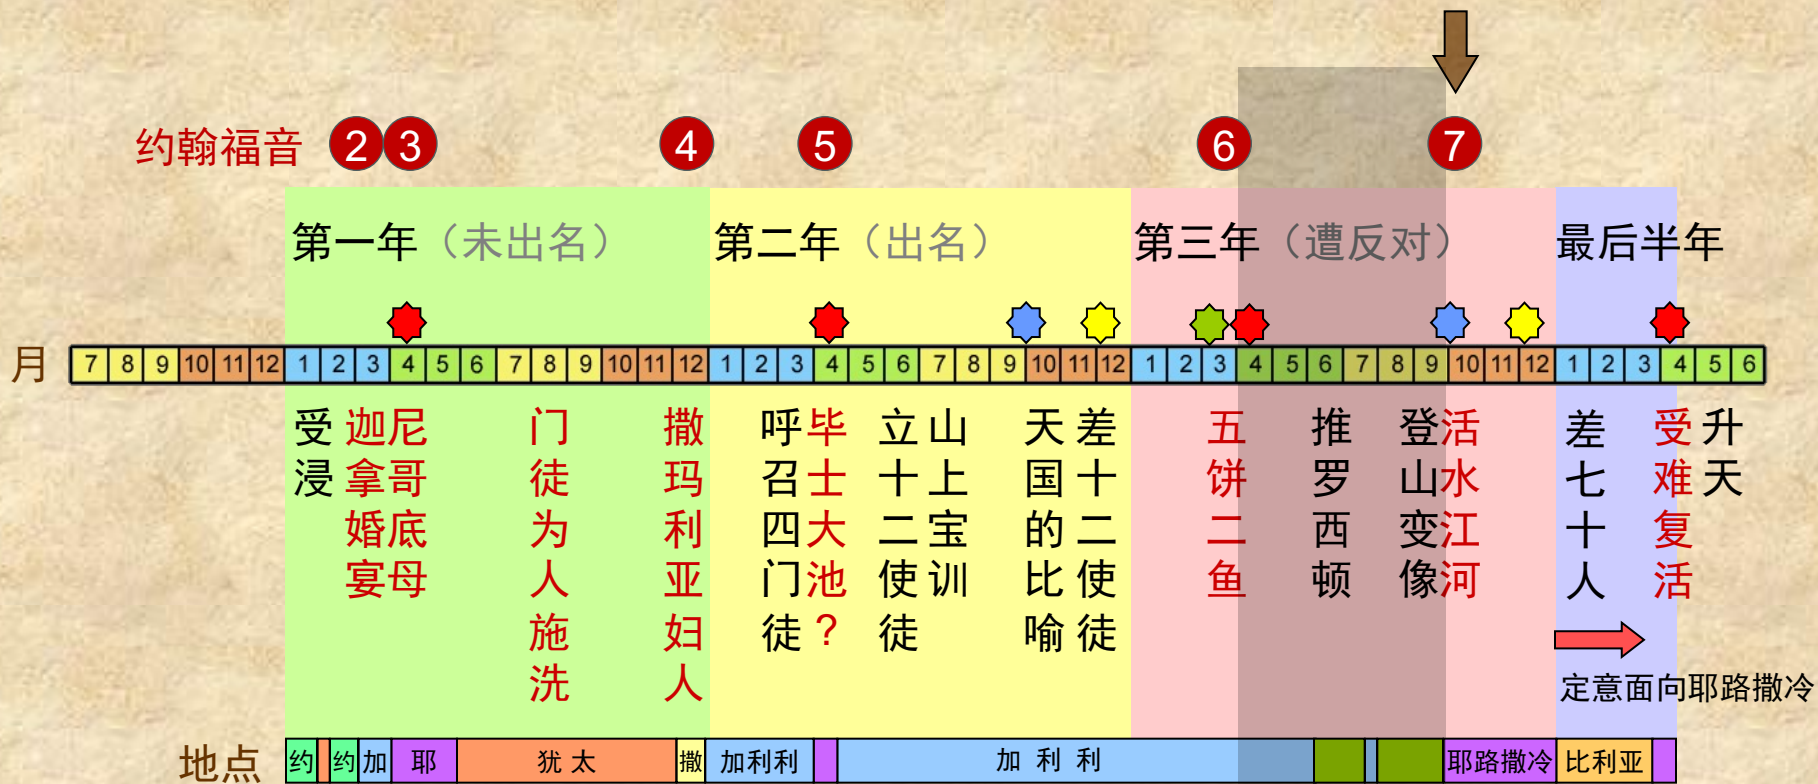 约翰福音 2 3 4 5 6 7
第一年（未出名） 第二年（出名） 第三年（遭反对） 最后半年
月 7 8 9 10 11 12 1 2 3 4 5 6 7 8 9 10 11 12 1 2 3 4 5 6 7 8 9 10 11 12 1 2 3 4 5 6 7 8 9 10 11 12 1 2 3 4 5 6
受浸
迦拿婚宴
尼哥底母
门徒为人施洗
撒玛利亚妇人
呼召四门徒
毕士大池?
立十二使徒
山上宝训
天国的比喻
差十二使徒
五饼二鱼
推罗西顿
登山变像
活水江河
差七十人
受难复活
升天
定意面向耶路撒冷
地点 约 约 加 耶 犹太 撒 加利利 加利利 耶路撒冷 比利亚